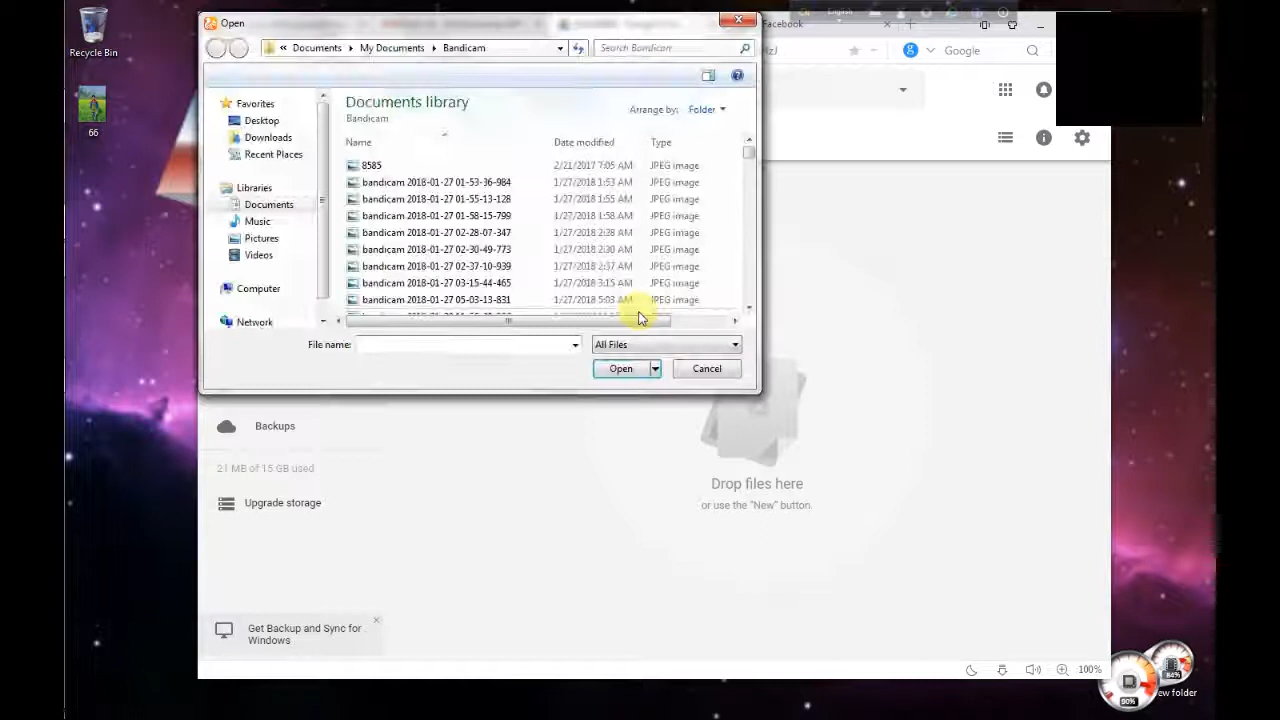 Recycle Bin
66
Open
English
Facebook
« Documents
My Documents
Bandicam
Search Bandicam
Google
Documents library
Bandicam
Arrange by:
Folder
Favorites
Desktop
Downloads
Recent Places
Libraries
Documents
Music
Pictures
Videos
Computer
Network
Name
Date modified
Type
8585 2/21/2017 7:05 AM JPEG image
bandicam 2018-01-27 01-53-36-984 1/27/2018 1:53 AM JPEG image
bandicam 2018-01-27 01-55-13-128 1/27/2018 1:55 AM JPEG image
bandicam 2018-01-27 01-58-15-799 1/27/2018 1:58 AM JPEG image
bandicam 2018-01-27 02-28-07-347 1/27/2018 2:28 AM JPEG image
bandicam 2018-01-27 02-30-49-773 1/27/2018 2:30 AM JPEG image
bandicam 2018-01-27 02-37-10-939 1/27/2018 2:37 AM JPEG image
bandicam 2018-01-27 03-15-44-465 1/27/2018 3:15 AM JPEG image
bandicam 2018-01-27 05-03-13-831 1/27/2018 5:03 AM JPEG image
File name:
All Files
Open
Cancel
Backups
21 MB of 15 GB used
Upgrade storage
Drop files here
or use the "New" button.
Get Backup and Sync for
Windows
100%
84%
90%
ew folder